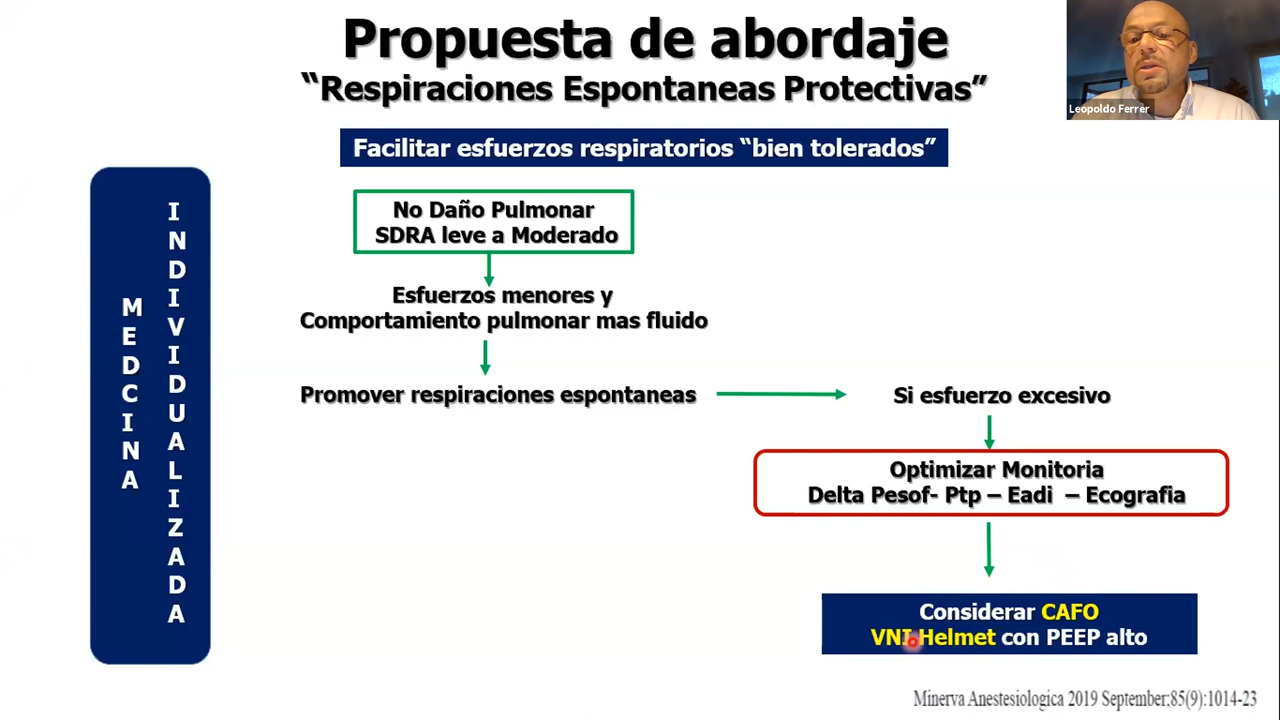 Propuesta de abordaje
“Respiraciones Espontaneas Protectivas”
Leopoldo Ferrer
Facilitar esfuerzos respiratorios “bien tolerados”
MEDCINA
INDIVIDUALIZADA
No Daño Pulmonar
SDRA leve a Moderado
Esfuerzos menores y
Comportamiento pulmonar mas fluido
Promover respiraciones espontaneas
Si esfuerzo excesivo
Optimizar Monitoria
Delta Pesof- Ptp – Eadi – Ecografia
Considerar CAFO
VNI Helmet con PEEP alto
Minerva Anestesiologica 2019 September;85(9):1014-23